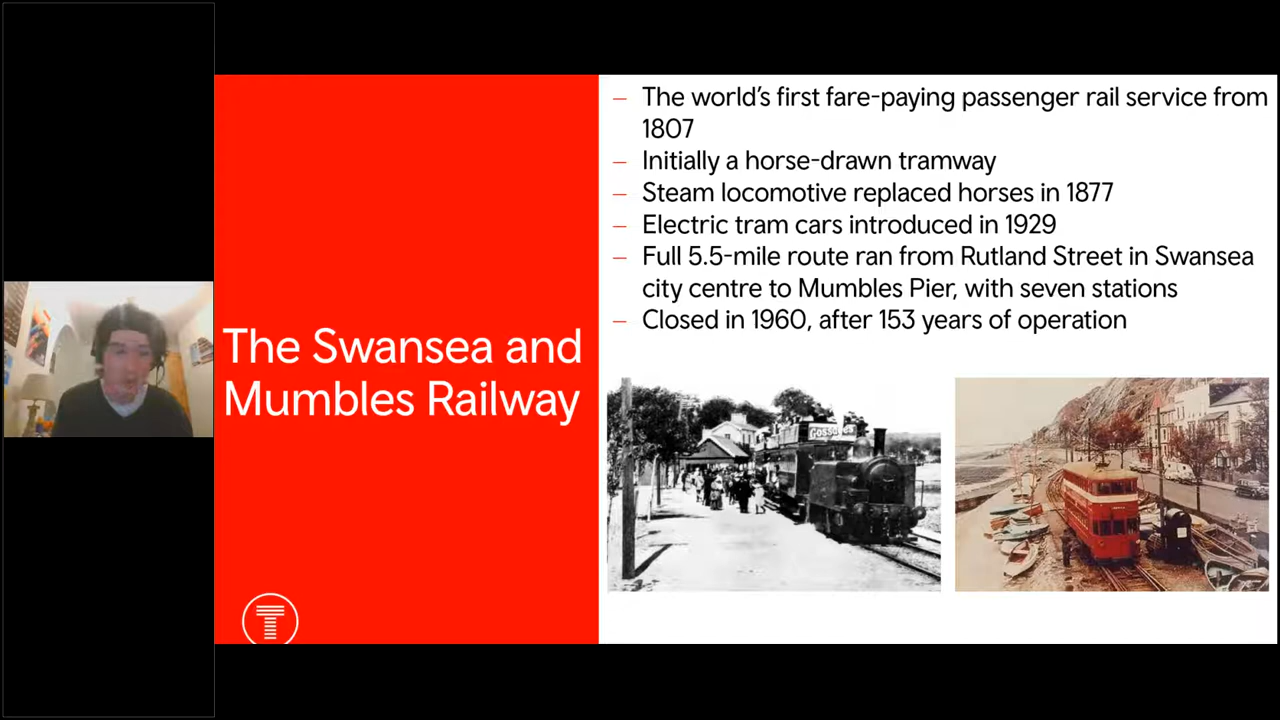 The Swansea and
Mumbles Railway
– The world's first fare-paying passenger rail service from
1807
– Initially a horse-drawn tramway
– Steam locomotive replaced horses in 1877
– Electric tram cars introduced in 1929
– Full 5.5-mile route ran from Rutland Street in Swansea
city centre to Mumbles Pier, with seven stations
– Closed in 1960, after 153 years of operation
T